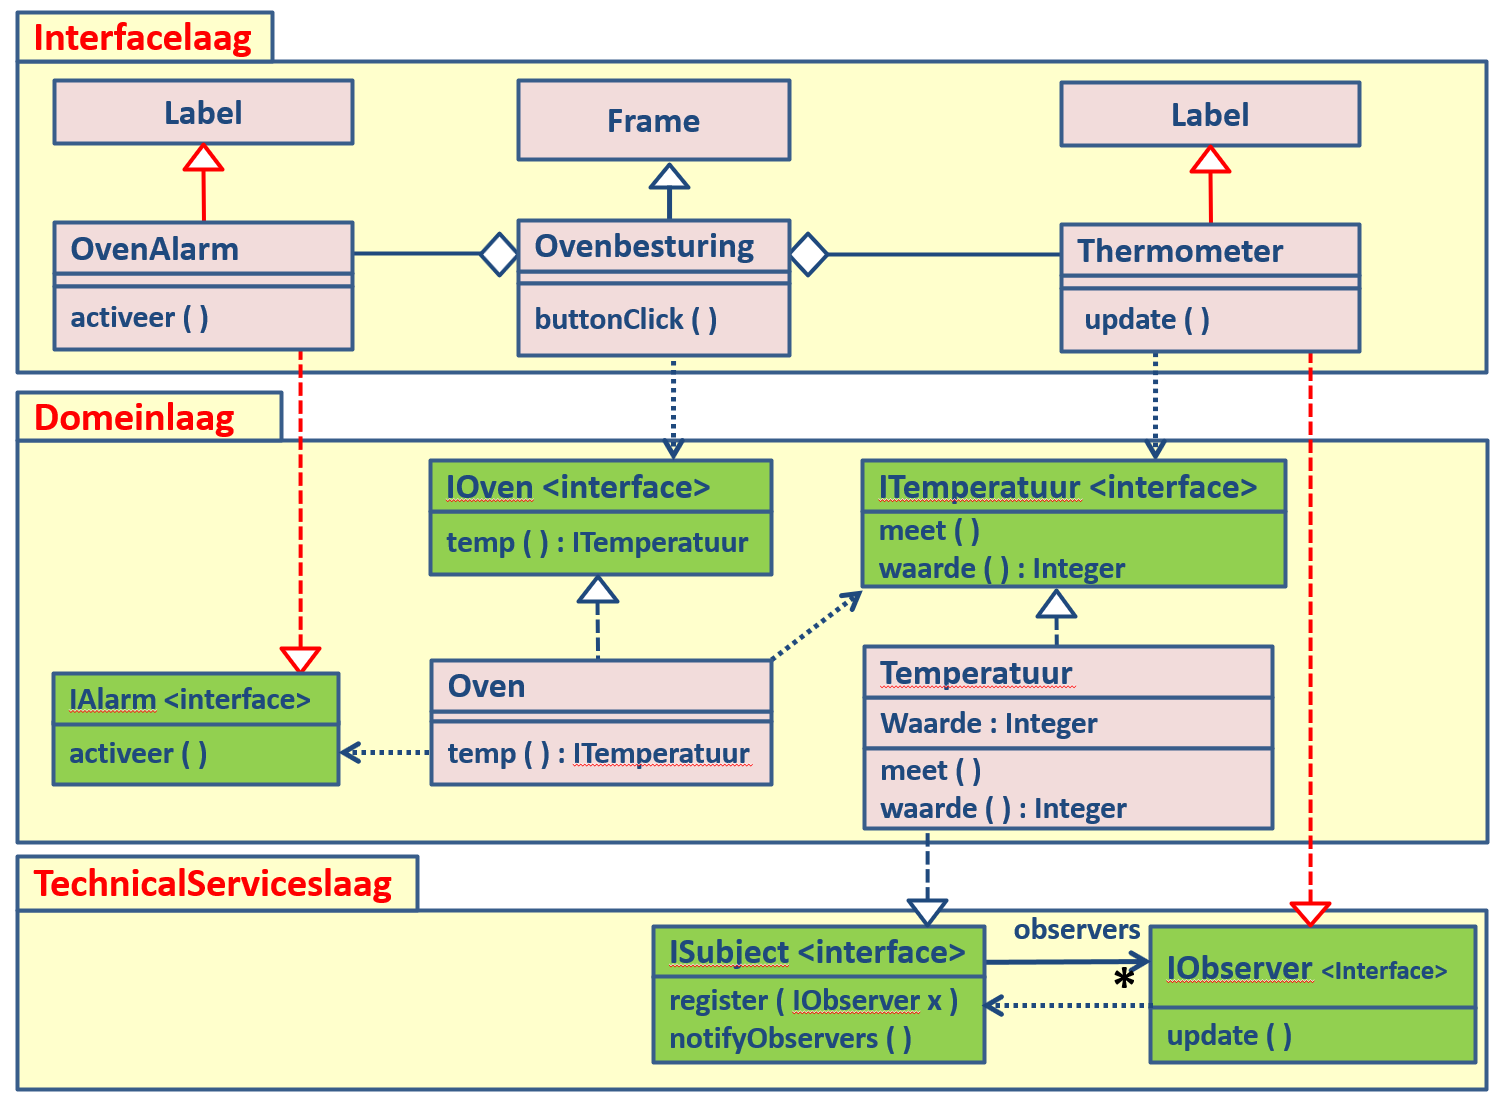 Interfacelaag
Label
Frame
Label
OvenAlarm
activeer ( )
Ovenbesturing
buttonClick ( )
Thermometer
update ( )
Domeinlaag
IOven <interface>
temp ( ) : ITemperatuur
ITemperatuur <interface>
meet ( )
waarde ( ) : Integer
IAlarm <interface>
activeer ( )
Oven
temp ( ) : ITemperatuur
Temperatuur
Waarde : Integer
meet ( )
waarde ( ) : Integer
TechnicalServiceslaag
ISubject <interface>
register ( IObserver x )
notifyObservers ( )
observers
*
IObserver <Interface>
update ( )